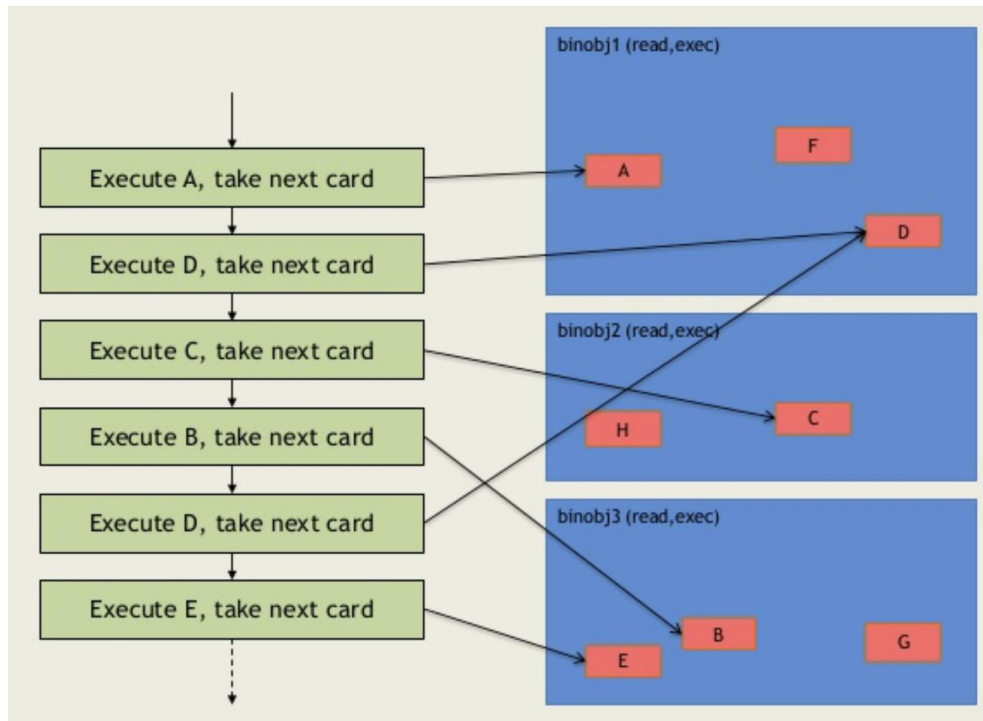 Execute A, take next card
Execute D, take next card
Execute C, take next card
Execute B, take next card
Execute D, take next card
Execute E, take next card
binobj1 (read,exec)
F
A
D
binobj2 (read,exec)
C
H
binobj3 (read,exec)
B
G
E